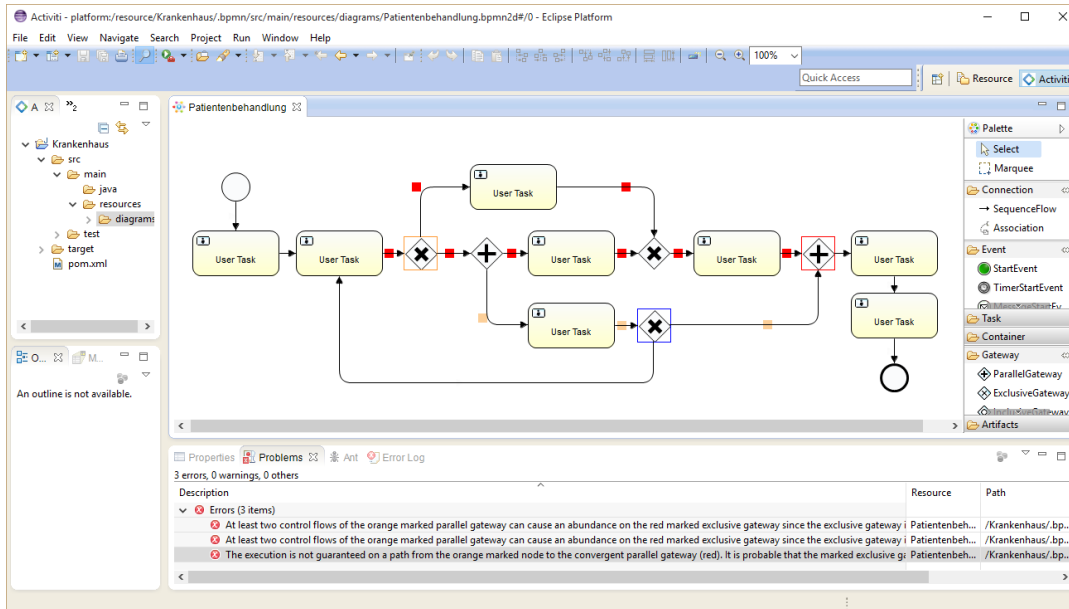 Activiti - platform:/resource/Krankenhaus/.bpmn/src/main/resources/diagrams/Patientenbehandlung.bpmn2d#/0 - Eclipse Platform
File Edit View Navigate Search Project Run Window Help
100%
Quick Access
Resource
Activiti
A
»2
Krankenhaus
src
main
java
resources
diagrams
test
target
pom.xml
O...
M...
An outline is not available.
Patientenbehandlung
User Task
User Task
User Task
User Task
User Task
User Task
User Task
User Task
Palette
Select
Marquee
Connection
SequenceFlow
Association
Event
StartEvent
TimerStartEvent
MessageStartEv
Task
Container
Gateway
ParallelGateway
ExclusiveGateway
InclusiveGateway
Artifacts
Properties Problems Ant Error Log
3 errors, 0 warnings, 0 others
Description Resource Path
Errors (3 items)
At least two control flows of the orange marked parallel gateway can cause an abundance on the red marked exclusive gateway since the exclusive gateway i Patientenbeh... /Krankenhaus/.bp...
At least two control flows of the orange marked parallel gateway can cause an abundance on the red marked exclusive gateway since the exclusive gateway i Patientenbeh... /Krankenhaus/.bp...
The execution is not guaranteed on a path from the orange marked node to the convergent parallel gateway (red). It is probable that the marked exclusive ga Patientenbeh... /Krankenhaus/.bp...